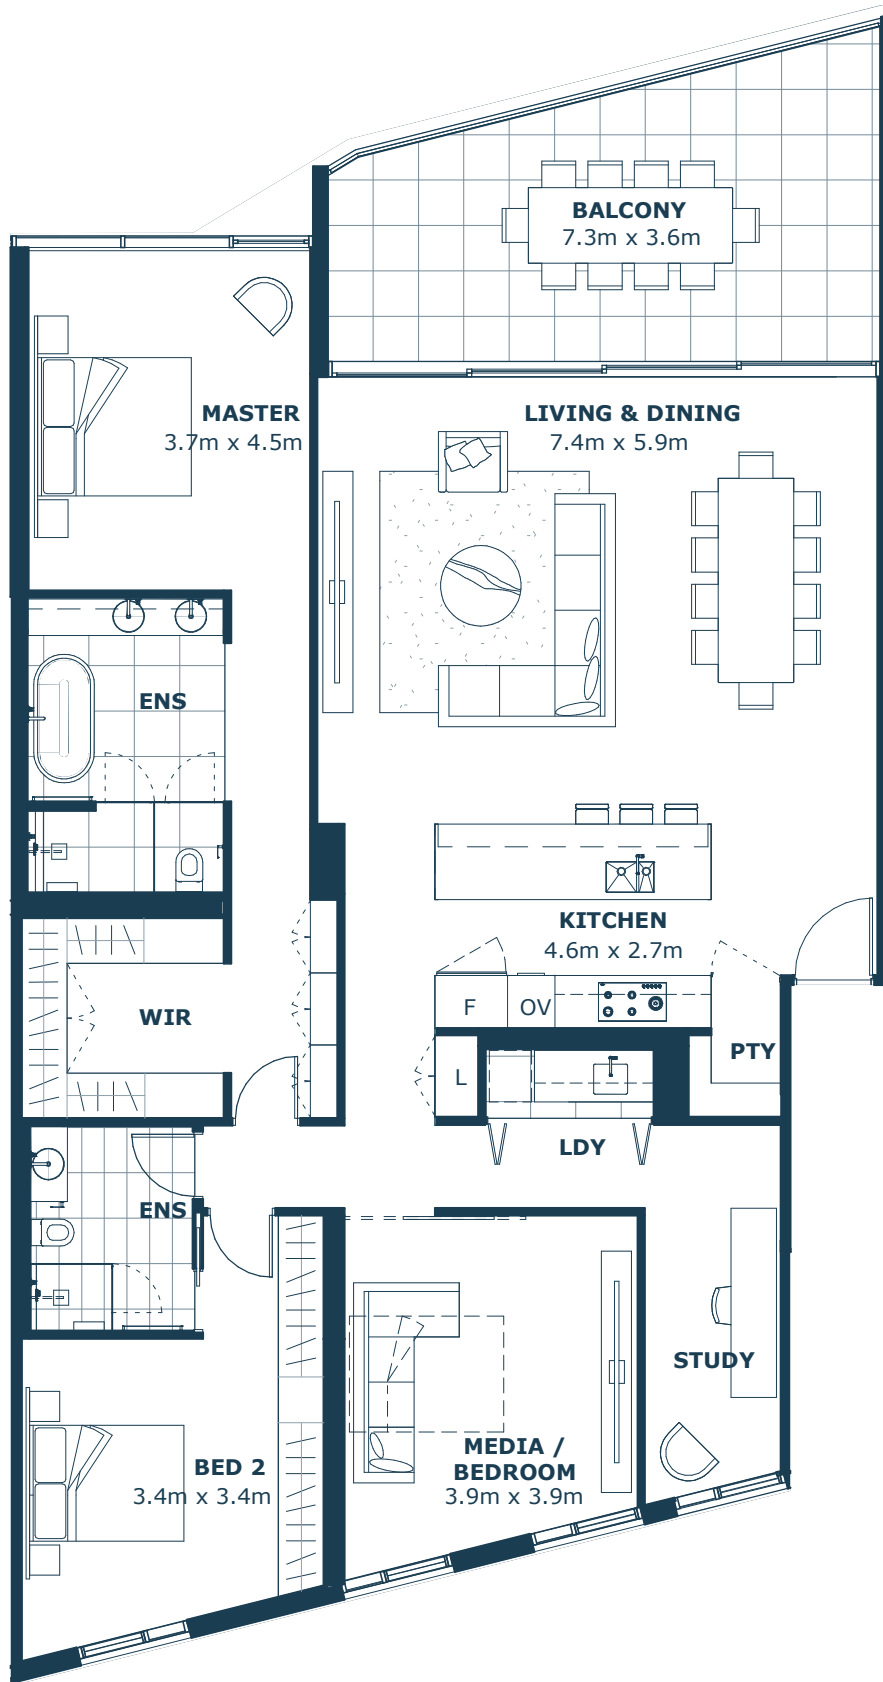 BALCONY
7.3m x 3.6m
MASTER
3.7m x 4.5m
LIVING & DINING
7.4m x 5.9m
ENS
KITCHEN
4.6m x 2.7m
F
OV
WIR
PTY
L
LDY
ENS
STUDY
MEDIA /
BEDROOM
3.9m x 3.9m
BED 2
3.4m x 3.4m